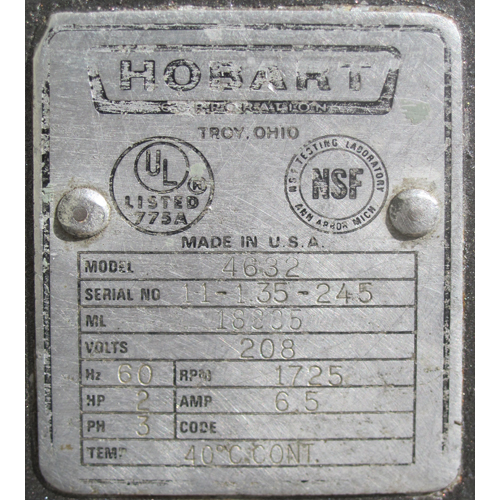 HOBART
CORPORATION
TROY, OHIO
UL ®
LISTED
775A
NSF TESTING LABORATORY
NSF
ANN ARBOR MICH
MADE IN U.S.A.
MODEL 4632
SERIAL NO 11-135-245
ML
VOLTS 208
Hz 60 RPM 1725
HP 2 AMP 6.5
PH 3 CODE
TEMP 40°C.CONT.